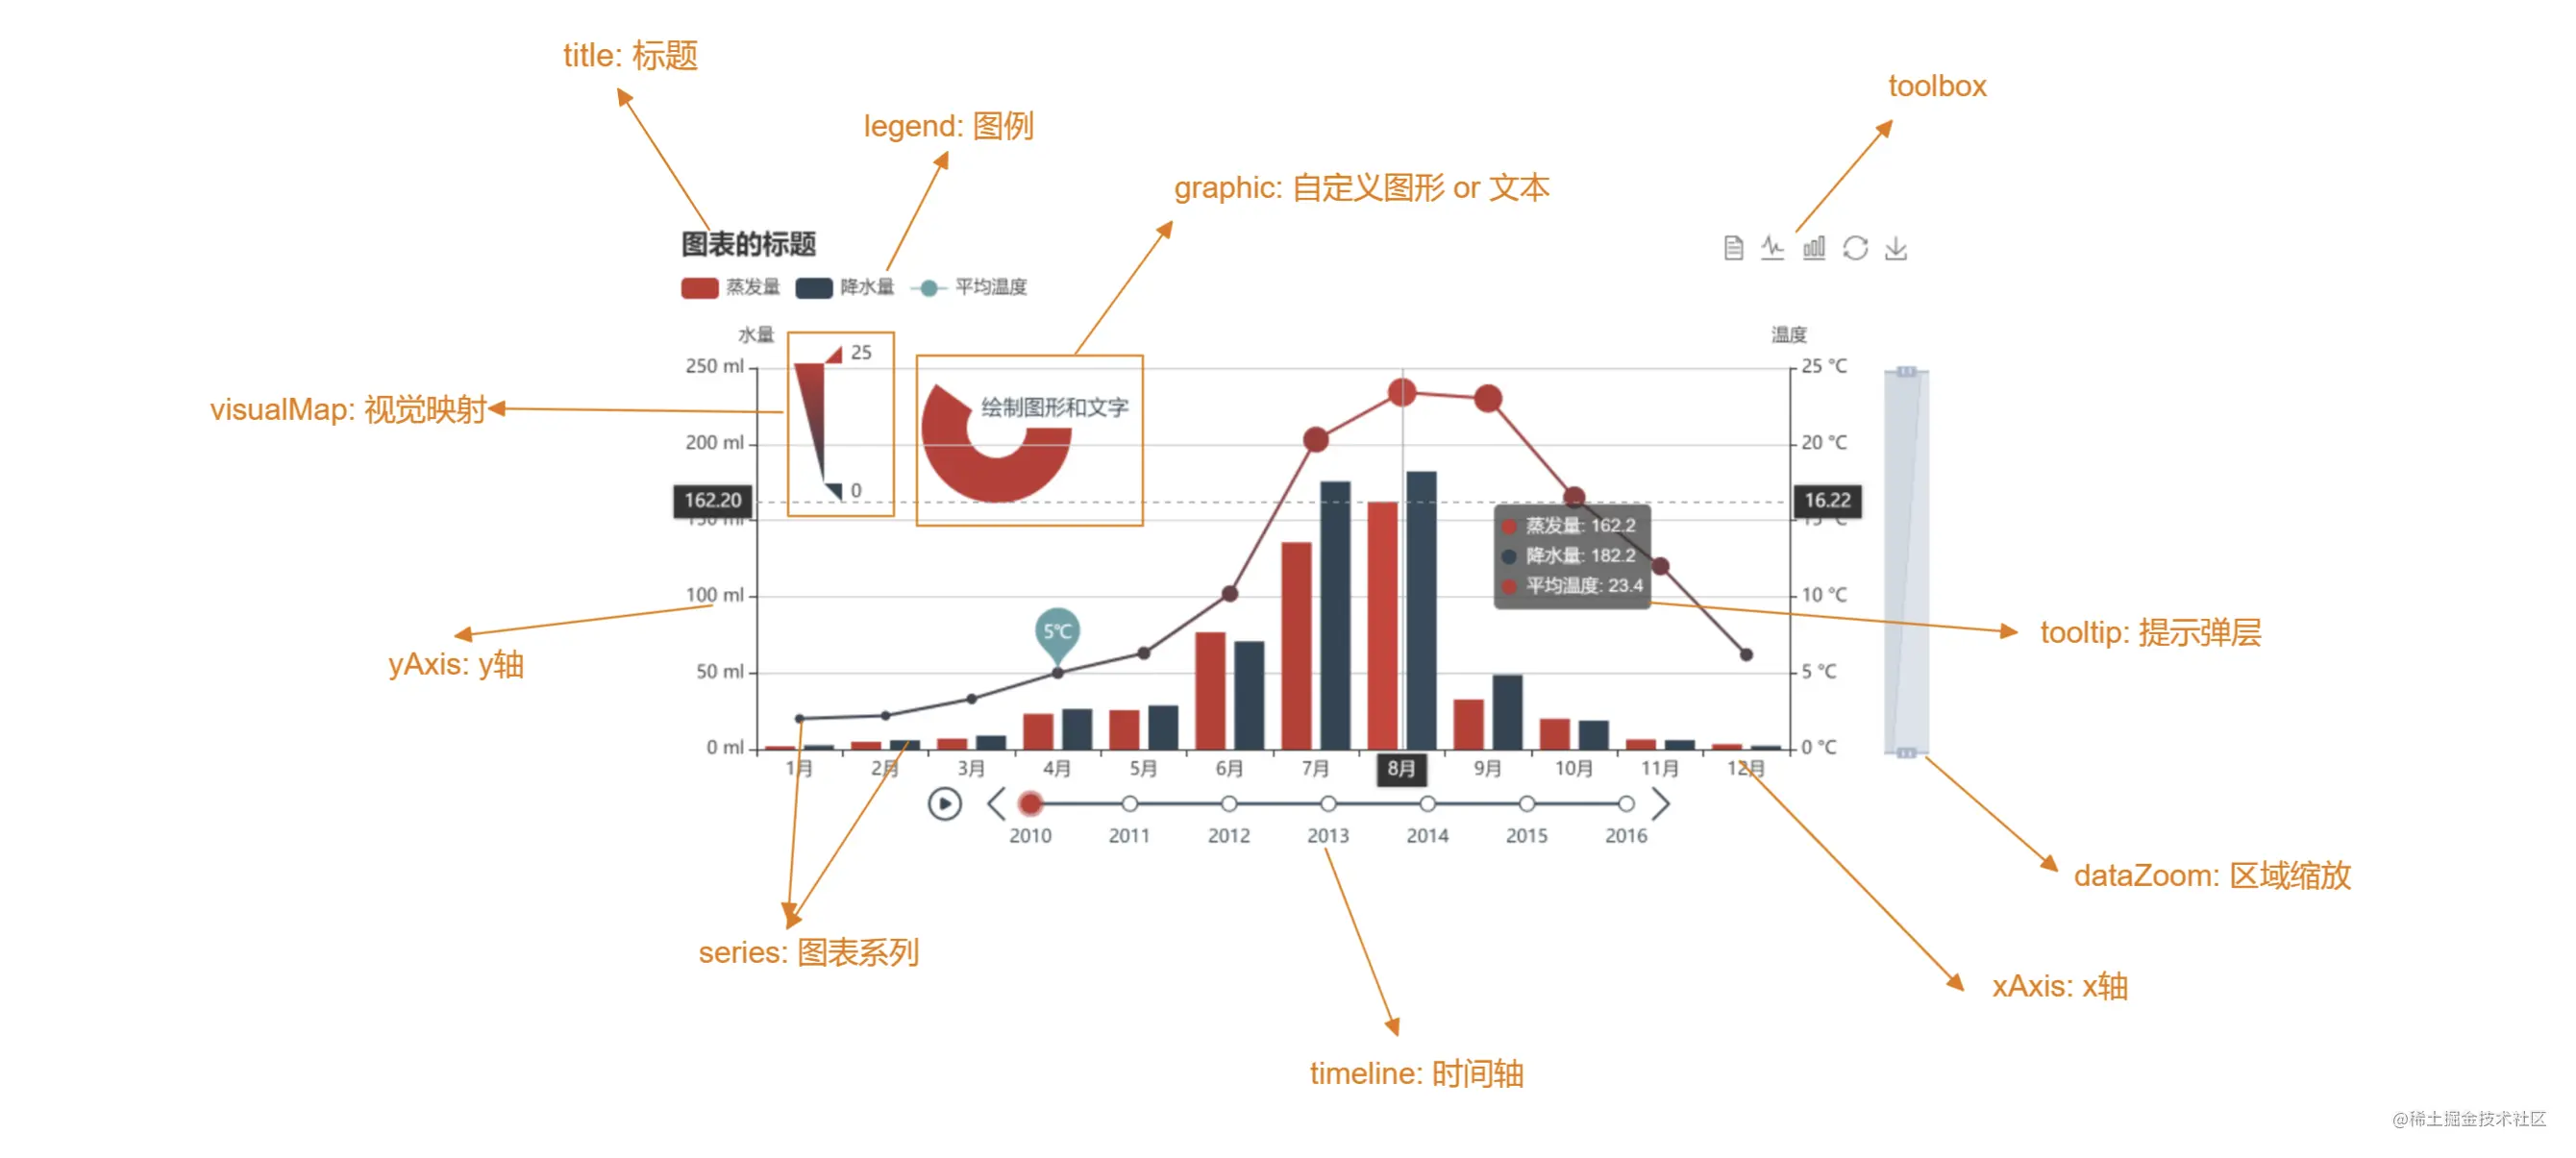 title: 标题
toolbox
legend: 图例
graphic: 自定义图形 or 文本
图表的标题
蒸发量 降水量 平均温度
水量
温度
25
0
绘制图形和文字
visualMap: 视觉映射
250 ml
200 ml
162.20
150 ml
100 ml
50 ml
0 ml
25 °C
20 °C
16.22
15 °C
10 °C
5 °C
0 °C
5°C
蒸发量: 162.2
降水量: 182.2
平均温度: 23.4
tooltip: 提示弹层
yAxis: y轴
1月 2月 3月 4月 5月 6月 7月 8月 9月 10月 11月 12月
2010 2011 2012 2013 2014 2015 2016
dataZoom: 区域缩放
series: 图表系列
xAxis: x轴
timeline: 时间轴
@稀土掘金技术社区